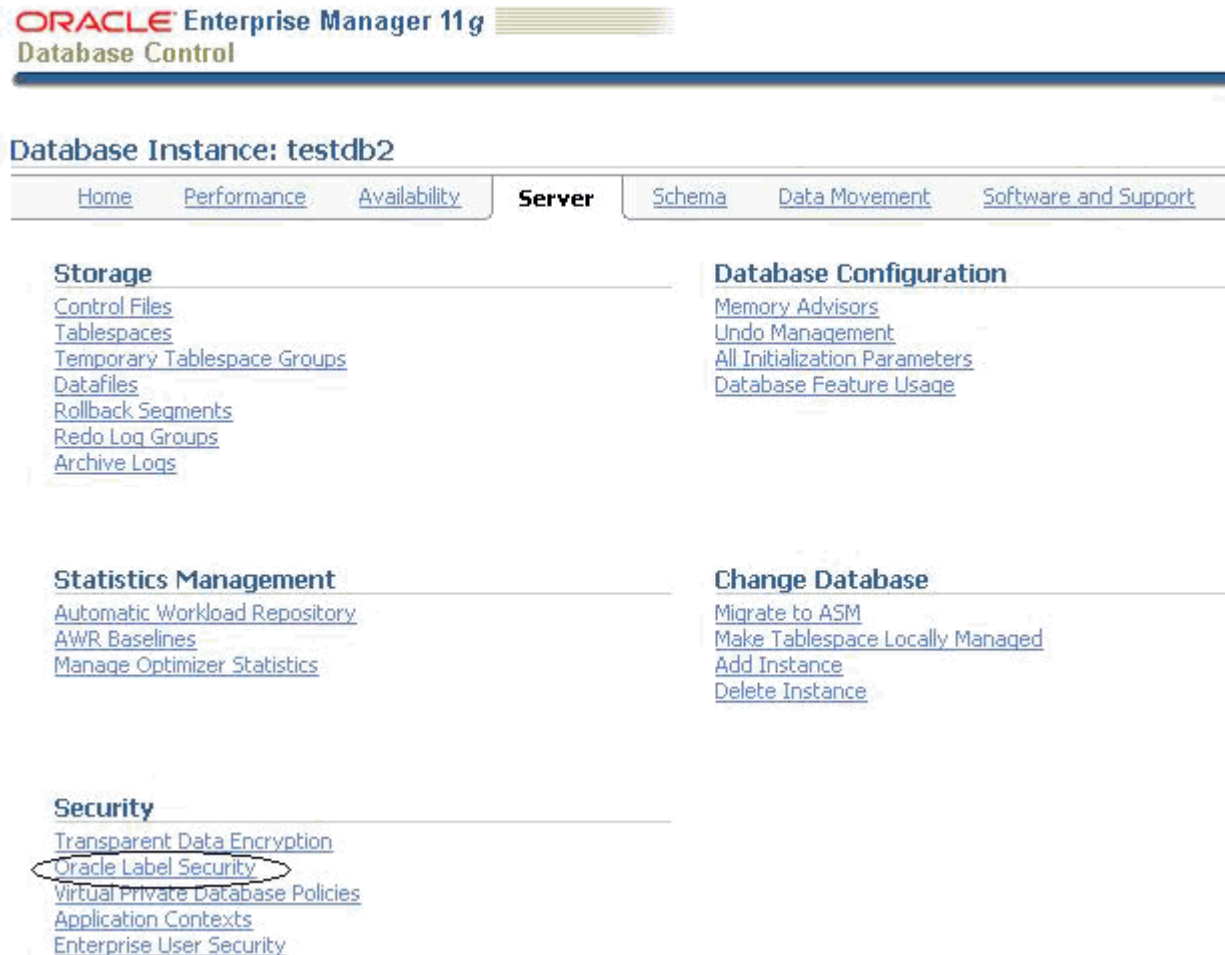 ORACLE Enterprise Manager 11g
Database Control
Database Instance: testdb2
Home Performance Availability Server Schema Data Movement Software and Support
Storage
Control Files
Tablespaces
Temporary Tablespace Groups
Datafiles
Rollback Segments
Redo Log Groups
Archive Logs
Database Configuration
Memory Advisors
Undo Management
All Initialization Parameters
Database Feature Usage
Statistics Management
Automatic Workload Repository
AWR Baselines
Manage Optimizer Statistics
Change Database
Migrate to ASM
Make Tablespace Locally Managed
Add Instance
Delete Instance
Security
Transparent Data Encryption
Oracle Label Security
Virtual Private Database Policies
Application Contexts
Enterprise User Security